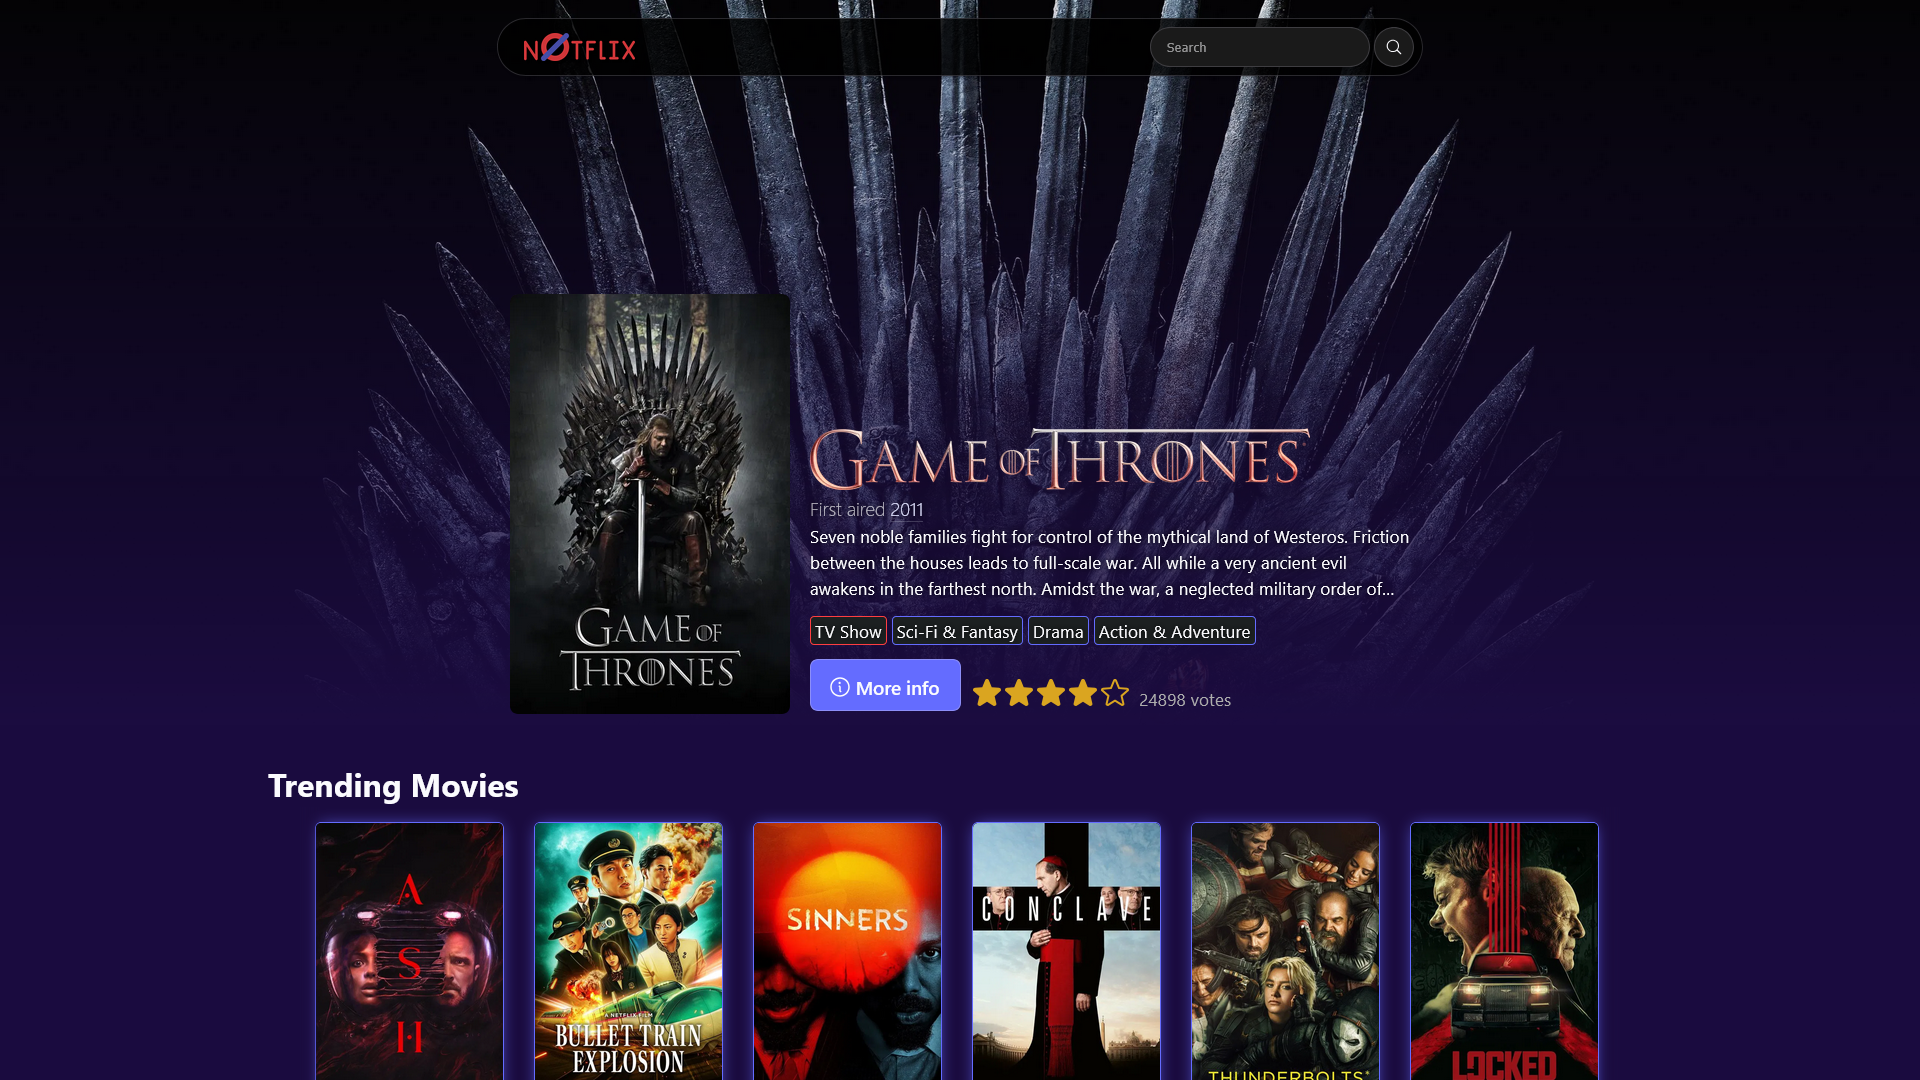 NØTFLIX
Search
GAME OF THRONES
GAME OF
THRONES
First aired 2011
Seven noble families fight for control of the mythical land of Westeros. Friction
between the houses leads to full-scale war. All while a very ancient evil
awakens in the farthest north. Amidst the war, a neglected military order of...
TV Show Sci-Fi & Fantasy Drama Action & Adventure
More info 24898 votes
Trending Movies
A
S
H
A NETFLIX FILM
BULLET TRAIN
EXPLOSION
SINNERS
CONCLAVE
THUNDERBOLTS*
LOCKED